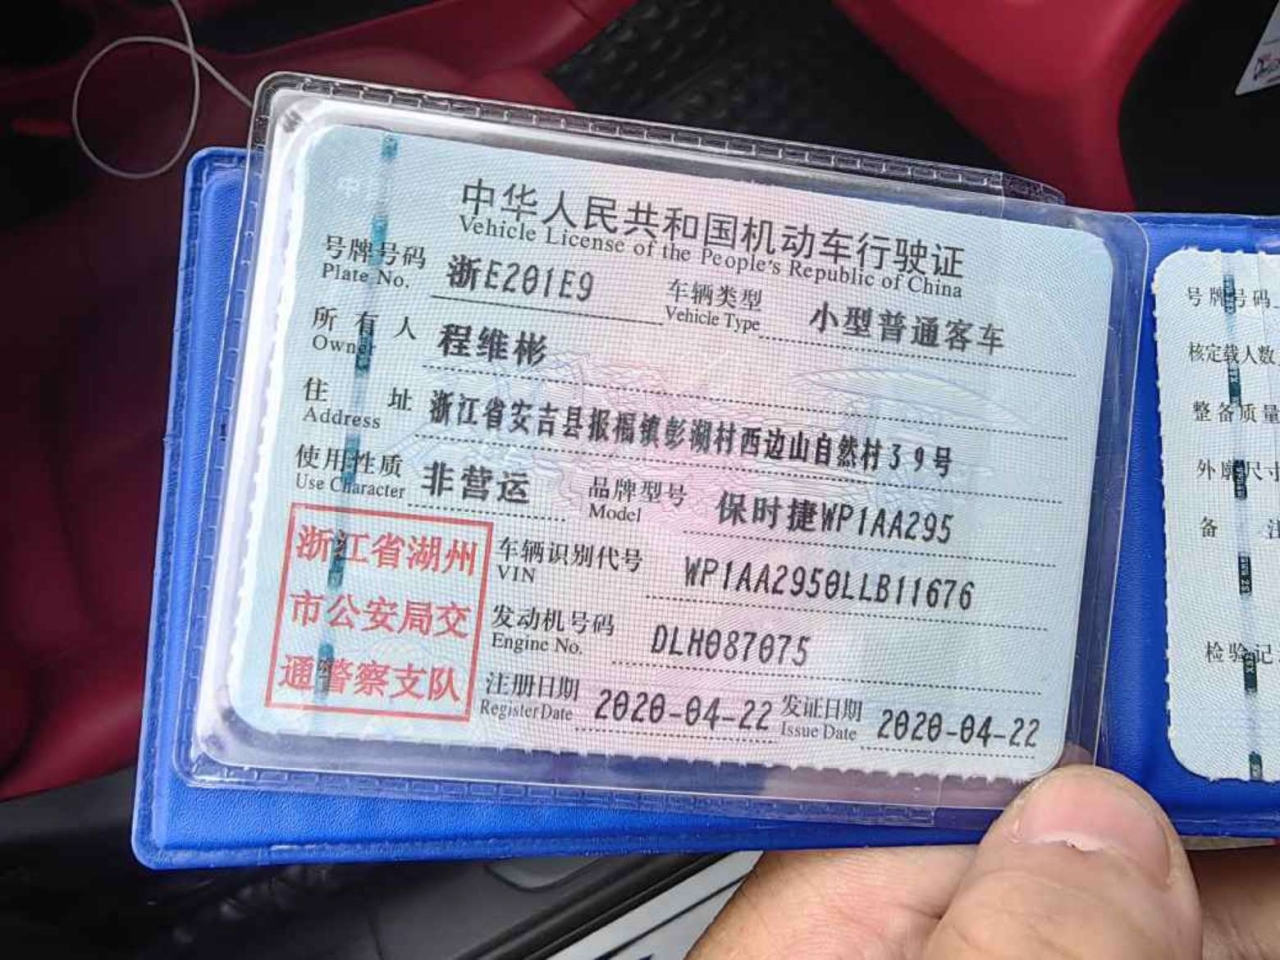 中华人民共和国机动车行驶证
Vehicle License of the People's Republic of China
号牌号码 浙E201E9 车辆类型 小型普通客车
Plate No. Vehicle Type
所有人 程维彬
Owner
住址 浙江省安吉县报福镇彭湖村西边山自然村39号
Address
使用性质 非营运 品牌型号 保时捷WP1AA295
Use Character Model
浙江省湖州
市公安局交
通警察支队
车辆识别代号 WP1AA2950LLB11676
VIN
发动机号码 DLH087075
Engine No.
注册日期 2020-04-22 发证日期 2020-04-22
Register Date Issue Date
号牌号码
核定载人数
整备质量
外廓尺寸
备注
检验记